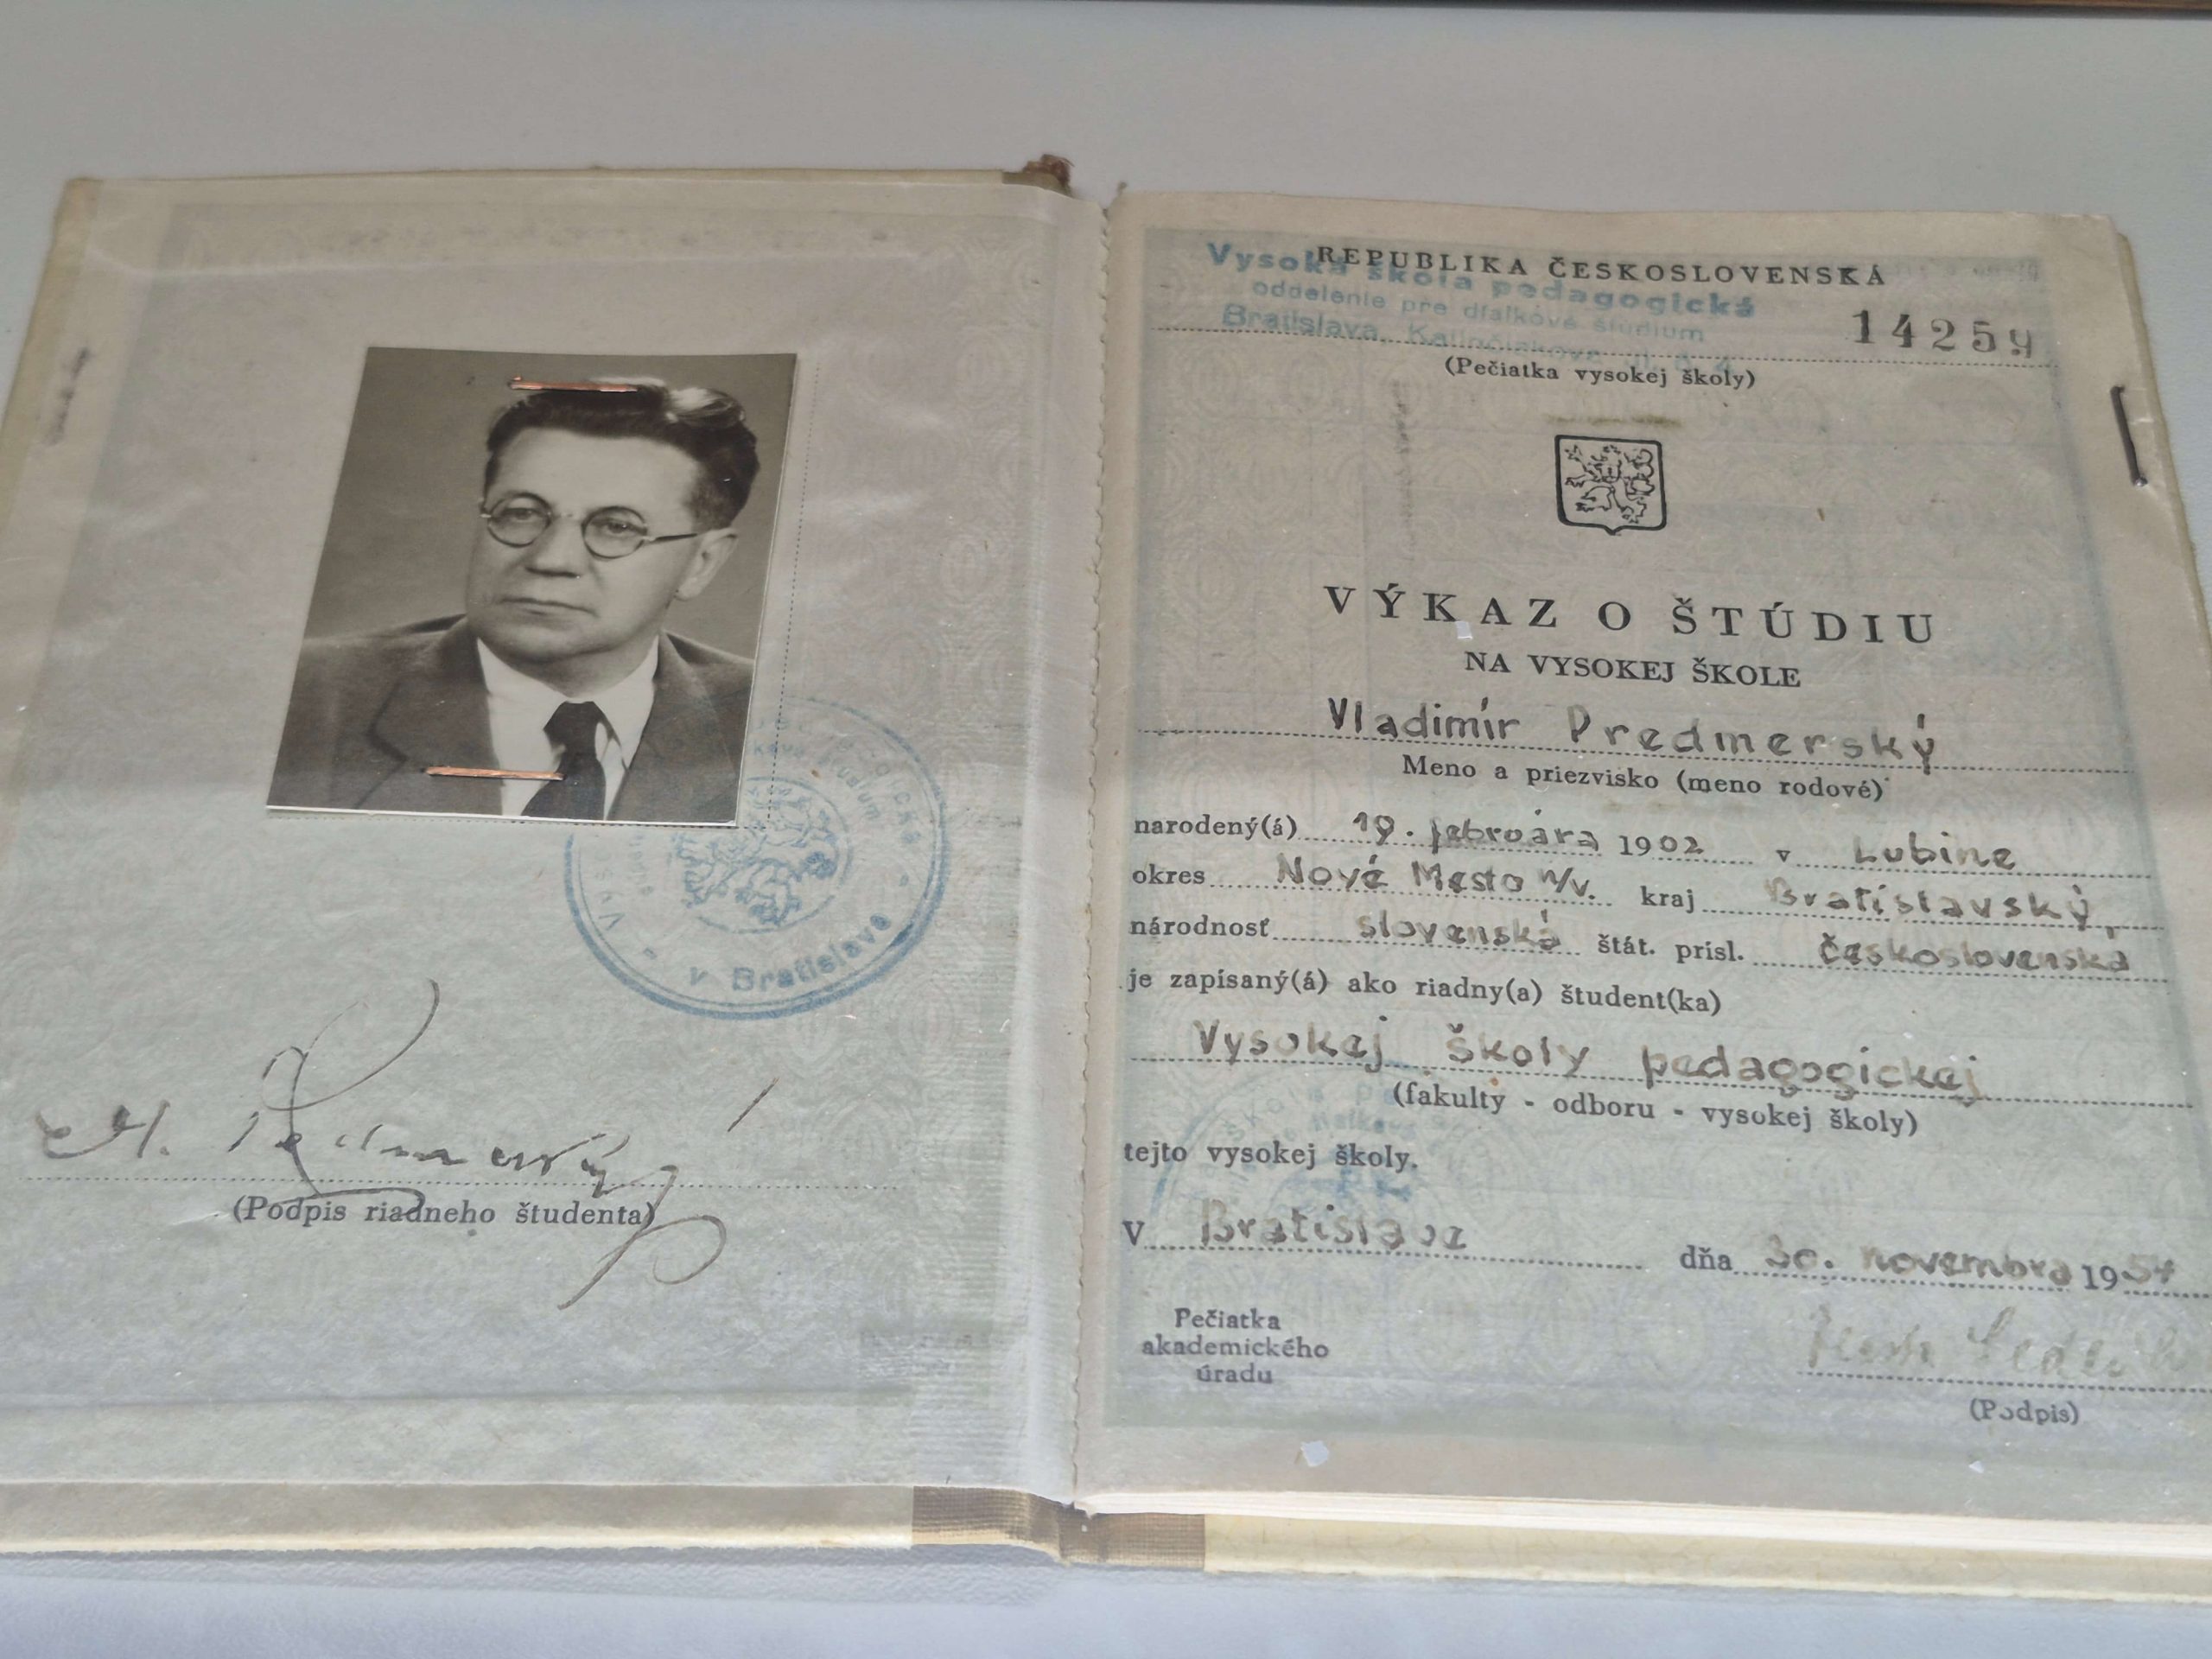 v Bratislave
Predmerský
(Podpis riadneho študenta)
REPUBLIKA ČESKOSLOVENSKÁ
Vysoká škola pedagogická
oddelenie pre diaľkové štúdium
Bratislava,
14259
(Pečiatka vysokej školy)
VÝKAZ O ŠTÚDIU
NA VYSOKEJ ŠKOLE
Vladimír Predmerský
Meno a priezvisko (meno rodové)
narodený(á) 19. februára 1902 v Lubine
okres Nové Mesto n/V. kraj Bratislavský,
národnosť slovenská štát. prísl. československá
je zapísaný(á) ako riadny(a) študent(ka)
Vysokej školy pedagogickej
(fakulty - odboru - vysokej školy)
tejto vysokej školy.
V Bratislave dňa 30. novembra 1954
Pečiatka
akademického
úradu
(Podpis)